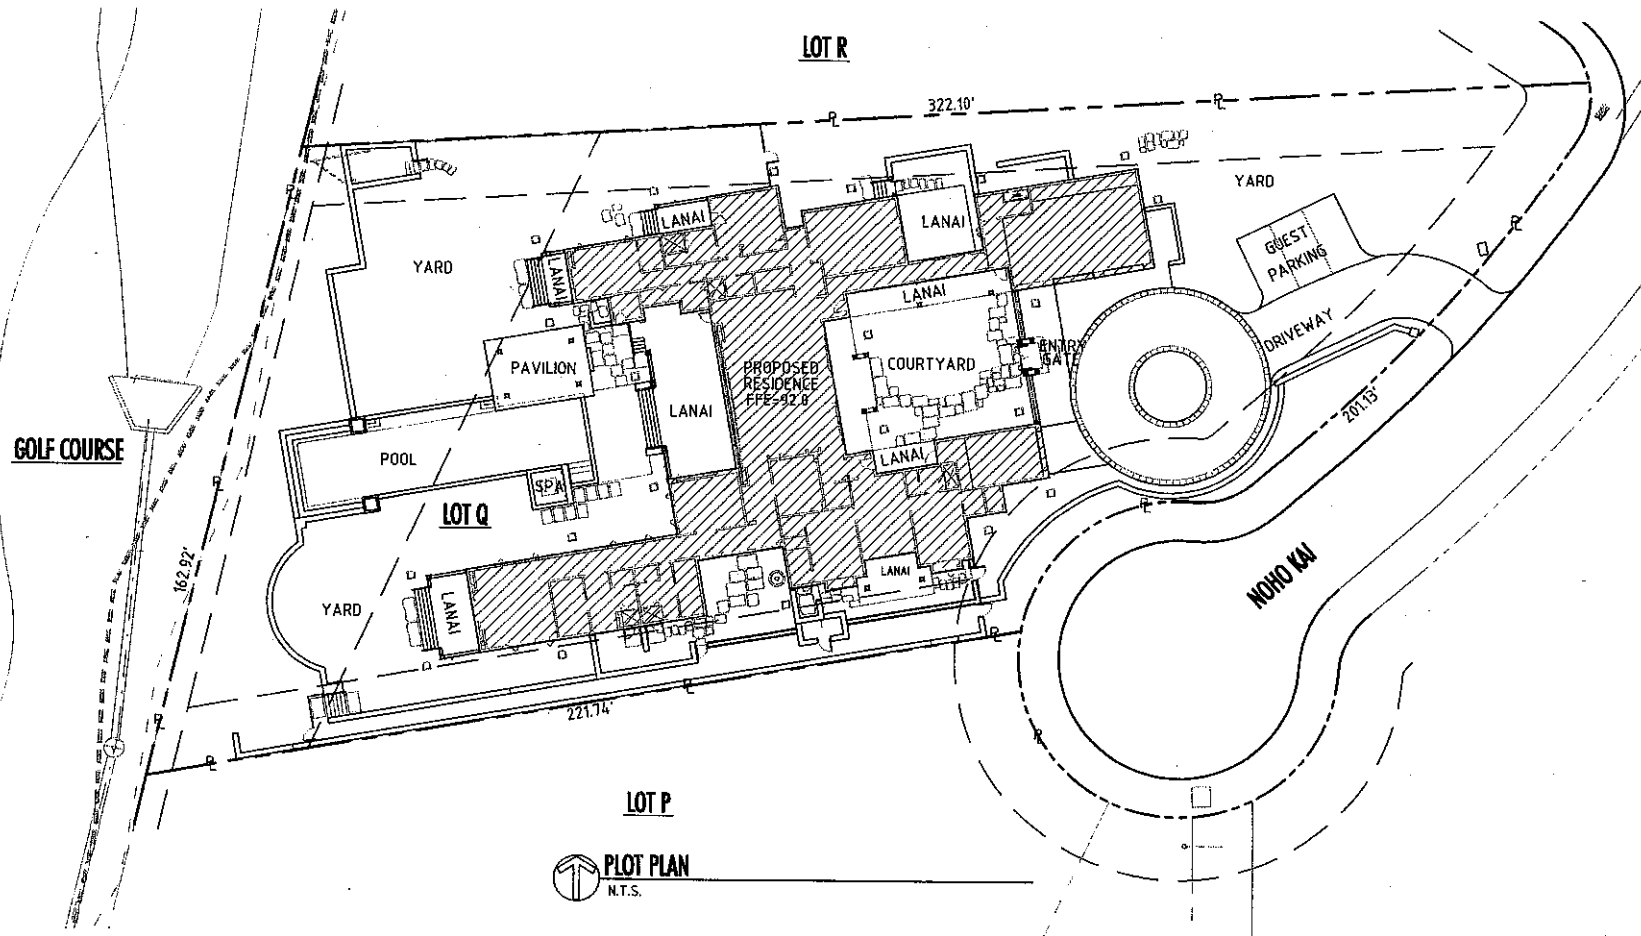 LOT R
322.10'
YARD
LANAI
LANAI
YARD
LANAI
GUEST
PARKING
LANAI
DRIVEWAY
ENTRY
GATE
PAVILION
PROPOSED
RESIDENCE
FFE=92.0
COURTYARD
LANAI
201.13'
GOLF COURSE
POOL
LANAI
SPA
LOT Q
162.92'
LANAI
NOHO KAI
YARD
LANAI
221.74'
LOT P
PLOT PLAN
N.T.S.